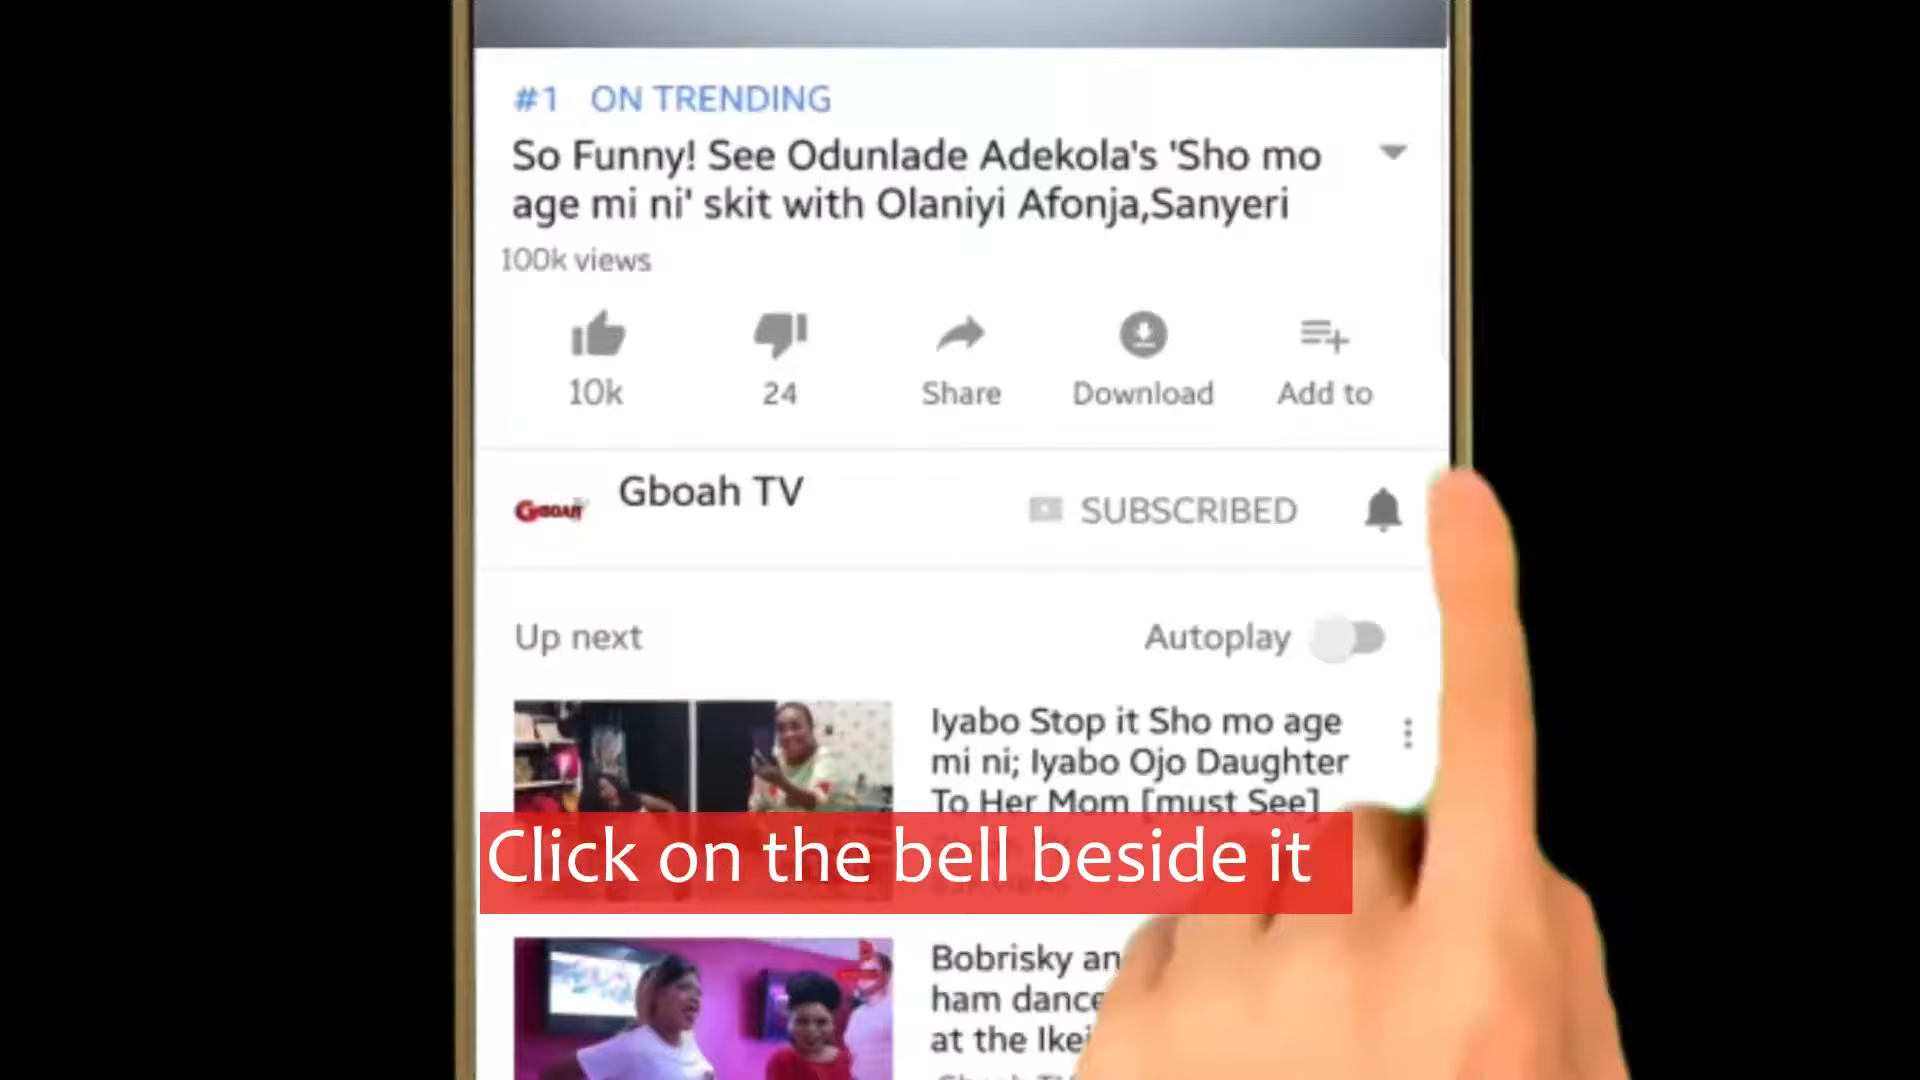 #1 ON TRENDING
So Funny! See Odunlade Adekola's 'Sho mo
age mi ni' skit with Olaniyi Afonja,Sanyeri
100k views
10k
24
Share
Download
Add to
GBOAH TV
Gboah TV
SUBSCRIBED
Up next
Autoplay
Iyabo Stop it Sho mo age
mi ni; Iyabo Ojo Daughter
To Her Mom [must See]
Click on the bell beside it
Bobrisky an
ham dance
at the Ikej